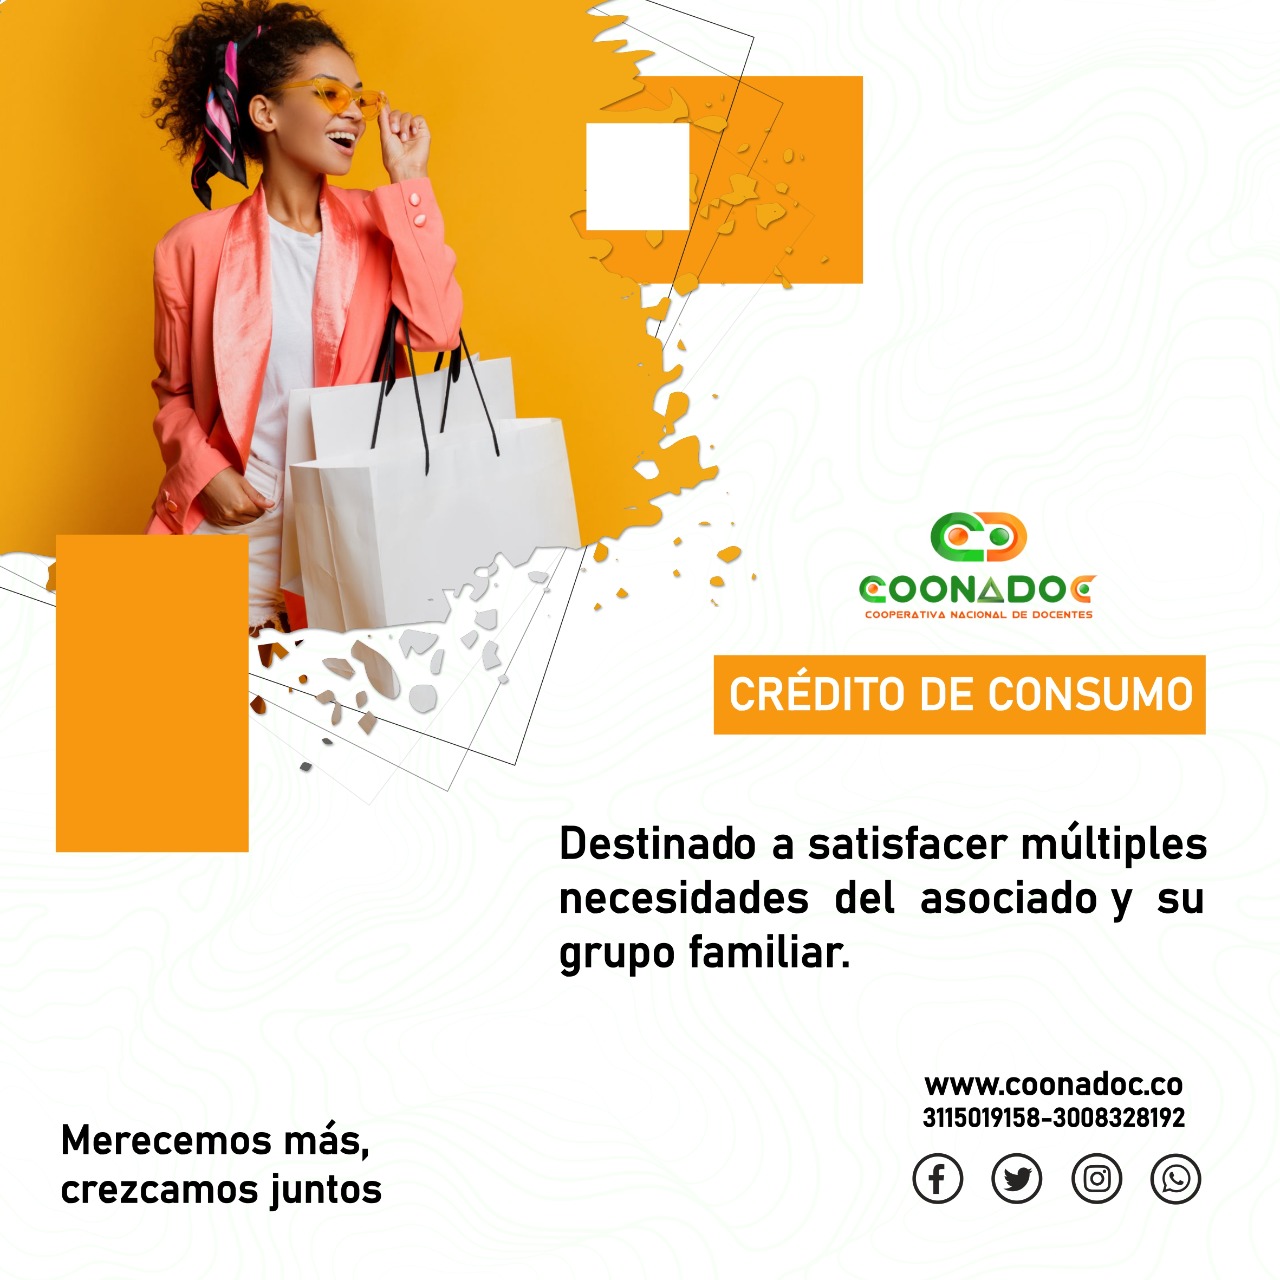 COONADOC
COOPERATIVA NACIONAL DE DOCENTES
CRÉDITO DE CONSUMO
Destinado a satisfacer múltiples
necesidades del asociado y su
grupo familiar.
www.coonadoc.co
3115019158-3008328192
Merecemos más,
crezcamos juntos